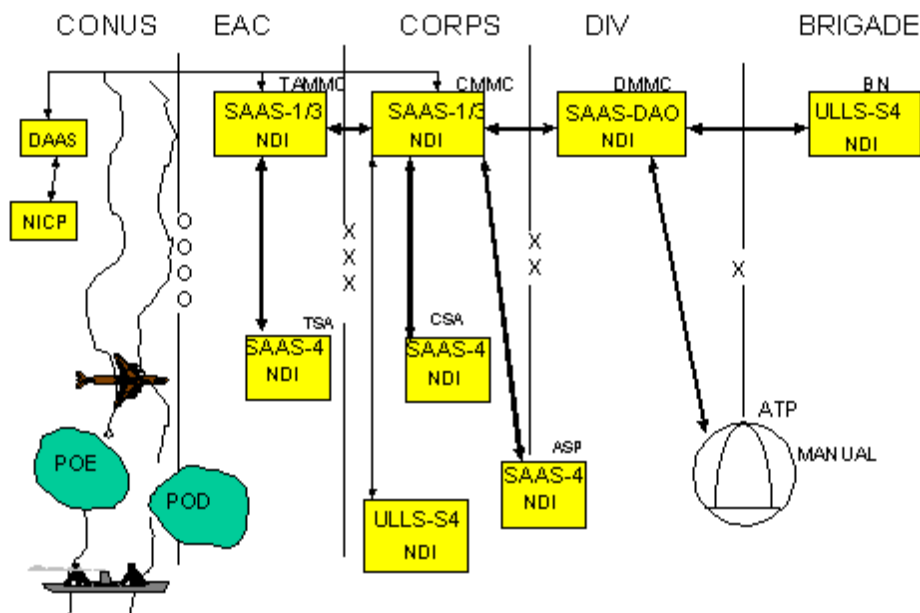 CONUS
EAC
CORPS
DIV
BRIGADE
TAMMC
CMMC
DMMC
BN
SAAS-1/3
NDI
SAAS-1/3
NDI
SAAS-DAO
NDI
ULLS-S4
NDI
DAAS
NICP
O
O
O
O
X
X
X
X
X
X
TSA
SAAS-4
NDI
CSA
SAAS-4
NDI
ASP
SAAS-4
NDI
ATP
MANUAL
POE
POD
ULLS-S4
NDI